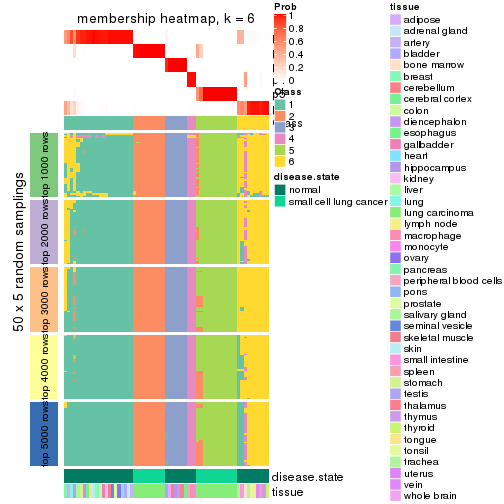 membership heatmap, k = 6
50 x 5 random samplings
top 1000 rows
top 2000 rows
top 3000 rows
top 4000 rows
top 5000 rows
disease.state
tissue
Prob
1
0.8
0.6
0.4
0.2
0
Class
1
2
3
4
5
6
disease.state
normal
small cell lung cancer
tissue
adipose
adrenal gland
artery
bladder
bone marrow
breast
cerebellum
cerebral cortex
colon
diencephalon
esophagus
gallbladder
heart
hippocampus
kidney
liver
lung
lung carcinoma
lymph node
macrophage
monocyte
ovary
pancreas
peripheral blood cells
pons
prostate
salivary gland
seminal vesicle
skeletal muscle
skin
small intestine
spleen
stomach
testis
thalamus
thymus
thyroid
tongue
tonsil
trachea
uterus
vein
whole brain